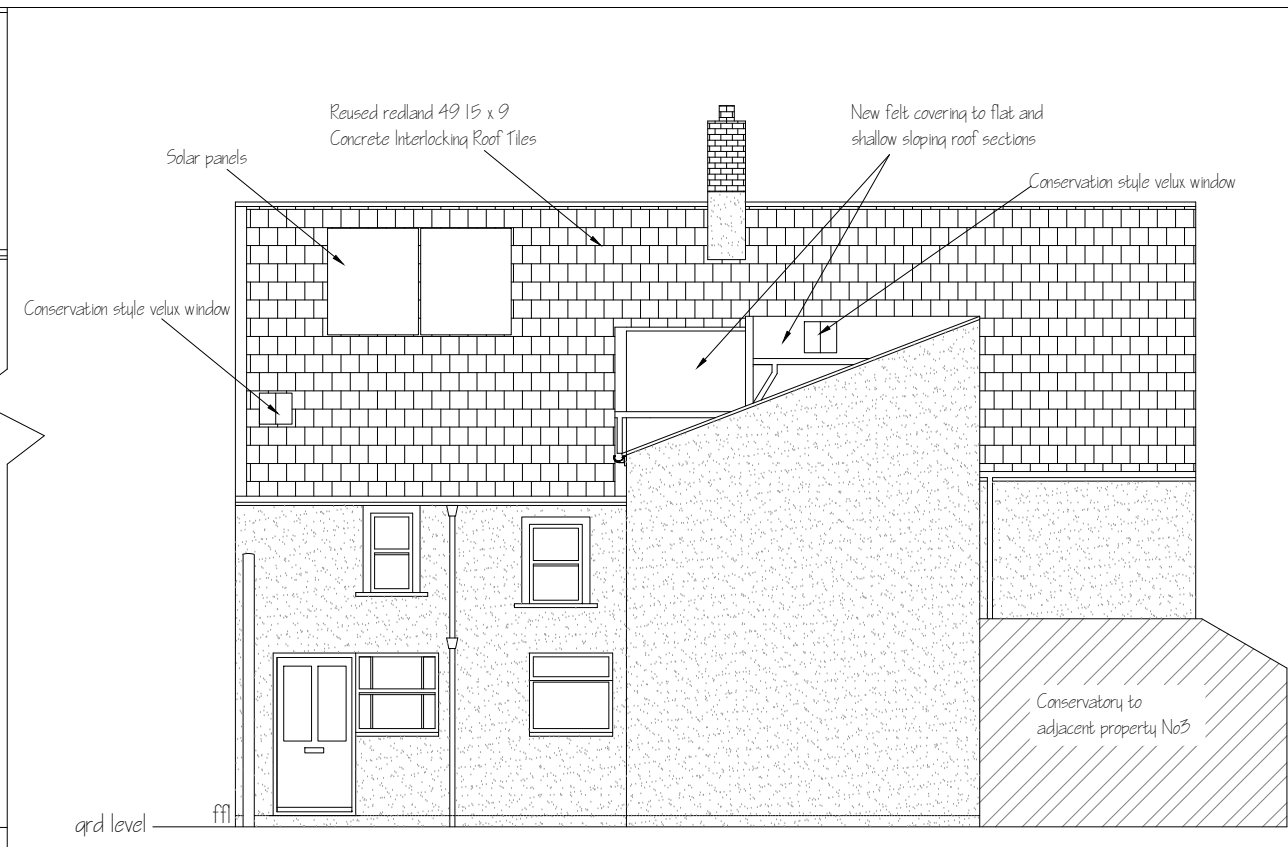 Reused redland 49 15 x 9
Concrete Interlocking Roof Tiles
New felt covering to flat and
shallow sloping roof sections
Solar panels
Conservation style velux window
Conservation style velux window
Conservatory to
adjacent property No3
ffl
grd level